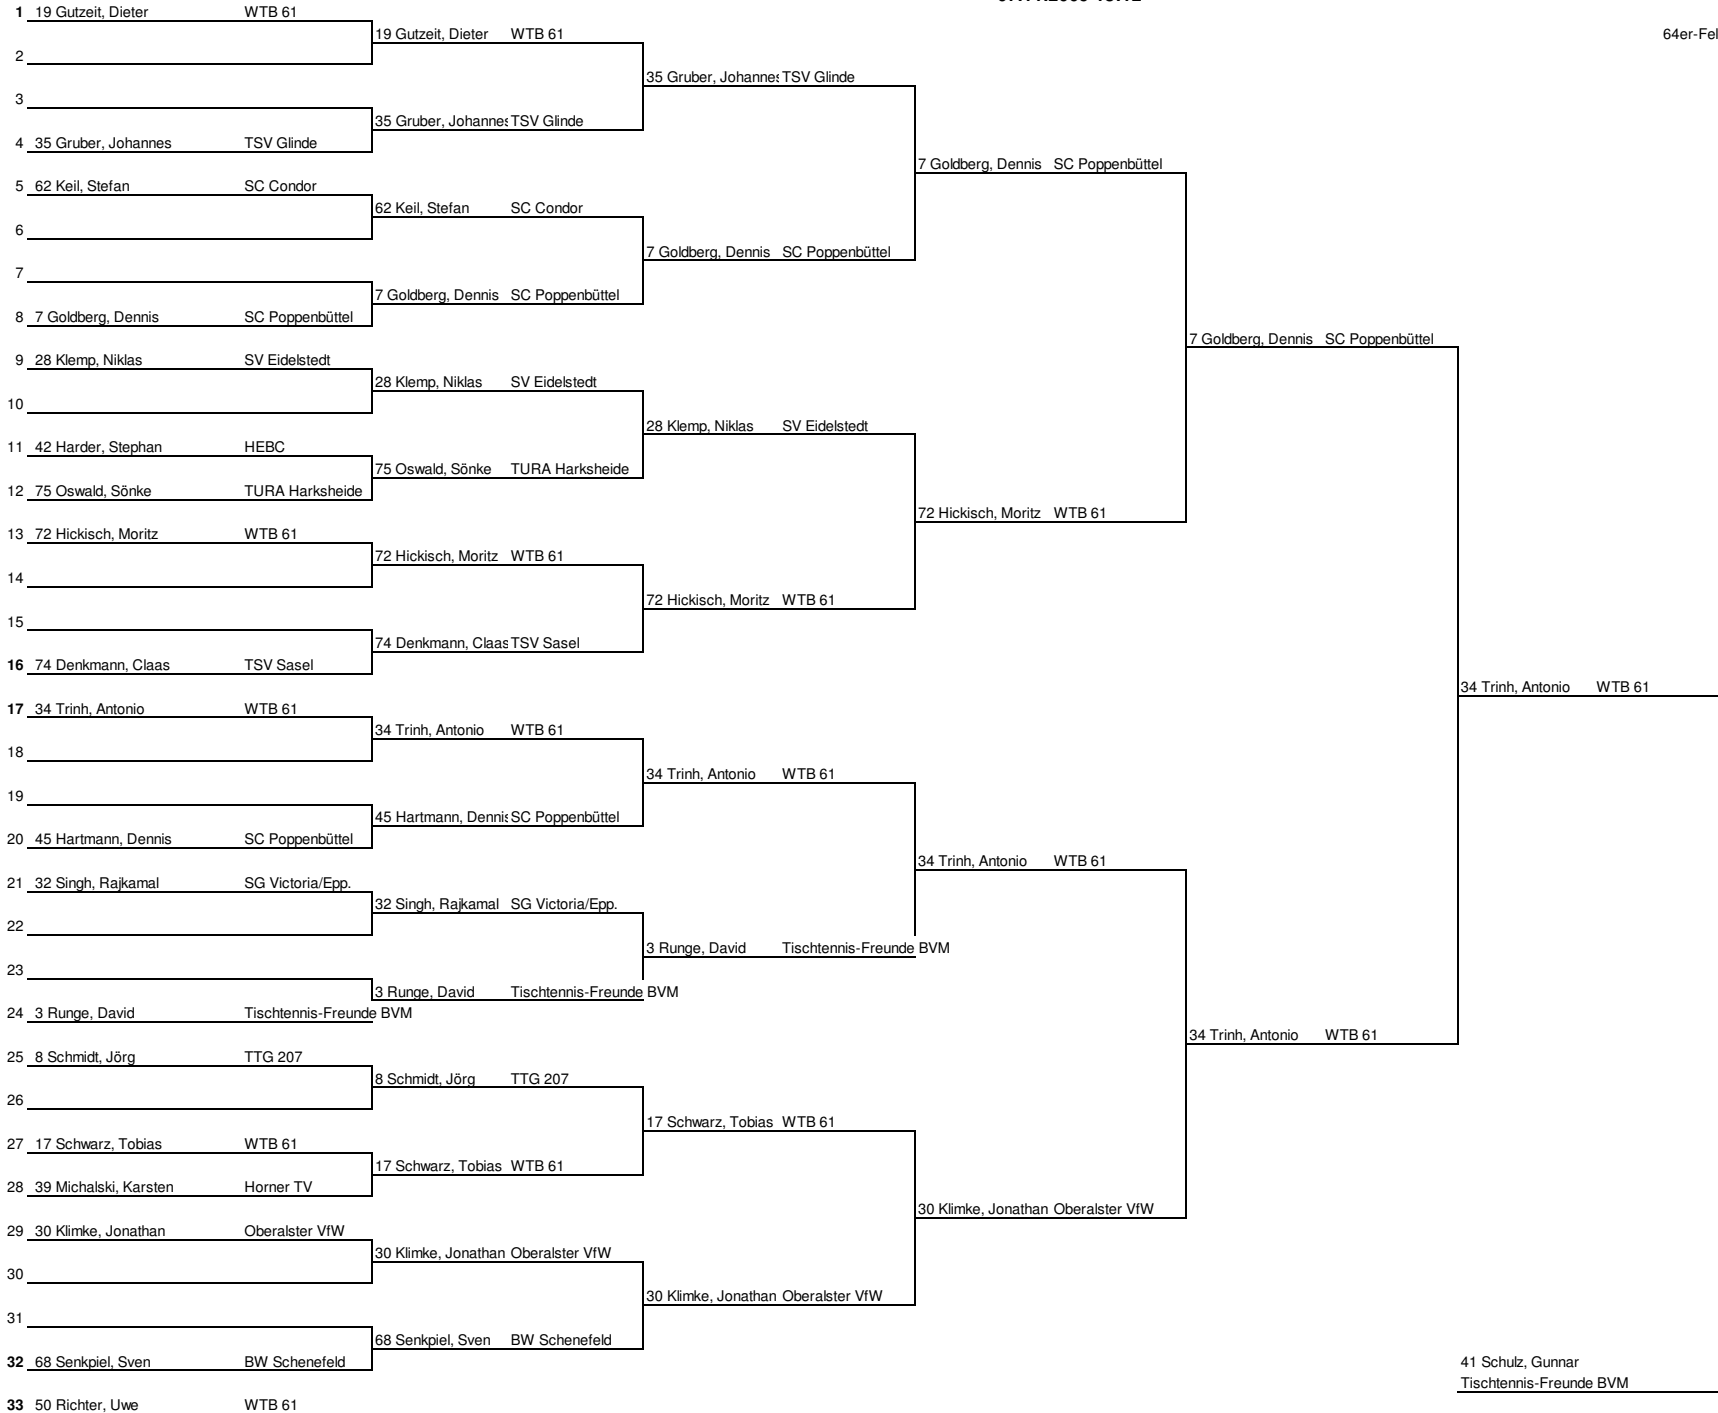 1 19 Gutzeit, Dieter WTB 61
19 Gutzeit, Dieter WTB 61
64er-Fel
2
35 Gruber, Johannes TSV Glinde
3
35 Gruber, Johannes TSV Glinde
4 35 Gruber, Johannes TSV Glinde
7 Goldberg, Dennis SC Poppenbüttel
5 62 Keil, Stefan SC Condor
62 Keil, Stefan SC Condor
6
7 Goldberg, Dennis SC Poppenbüttel
7
7 Goldberg, Dennis SC Poppenbüttel
8 7 Goldberg, Dennis SC Poppenbüttel
7 Goldberg, Dennis SC Poppenbüttel
9 28 Klemp, Niklas SV Eidelstedt
28 Klemp, Niklas SV Eidelstedt
10
28 Klemp, Niklas SV Eidelstedt
11 42 Harder, Stephan HEBC
75 Oswald, Sönke TURA Harksheide
12 75 Oswald, Sönke TURA Harksheide
72 Hickisch, Moritz WTB 61
13 72 Hickisch, Moritz WTB 61
72 Hickisch, Moritz WTB 61
14
72 Hickisch, Moritz WTB 61
15
74 Denkmann, Claas TSV Sasel
16 74 Denkmann, Claas TSV Sasel
34 Trinh, Antonio WTB 61
17 34 Trinh, Antonio WTB 61
34 Trinh, Antonio WTB 61
18
34 Trinh, Antonio WTB 61
19
45 Hartmann, Dennis SC Poppenbüttel
20 45 Hartmann, Dennis SC Poppenbüttel
34 Trinh, Antonio WTB 61
21 32 Singh, Rajkamal SG Victoria/Epp.
32 Singh, Rajkamal SG Victoria/Epp.
22
3 Runge, David Tischtennis-Freunde BVM
23
3 Runge, David Tischtennis-Freunde BVM
24 3 Runge, David Tischtennis-Freunde BVM
34 Trinh, Antonio WTB 61
25 8 Schmidt, Jörg TTG 207
8 Schmidt, Jörg TTG 207
26
17 Schwarz, Tobias WTB 61
27 17 Schwarz, Tobias WTB 61
17 Schwarz, Tobias WTB 61
28 39 Michalski, Karsten Horner TV
30 Klimke, Jonathan Oberalster VfW
29 30 Klimke, Jonathan Oberalster VfW
30 Klimke, Jonathan Oberalster VfW
30
30 Klimke, Jonathan Oberalster VfW
31
68 Senkpiel, Sven BW Schenefeld
32 68 Senkpiel, Sven BW Schenefeld
41 Schulz, Gunnar
Tischtennis-Freunde BVM
33 50 Richter, Uwe WTB 61